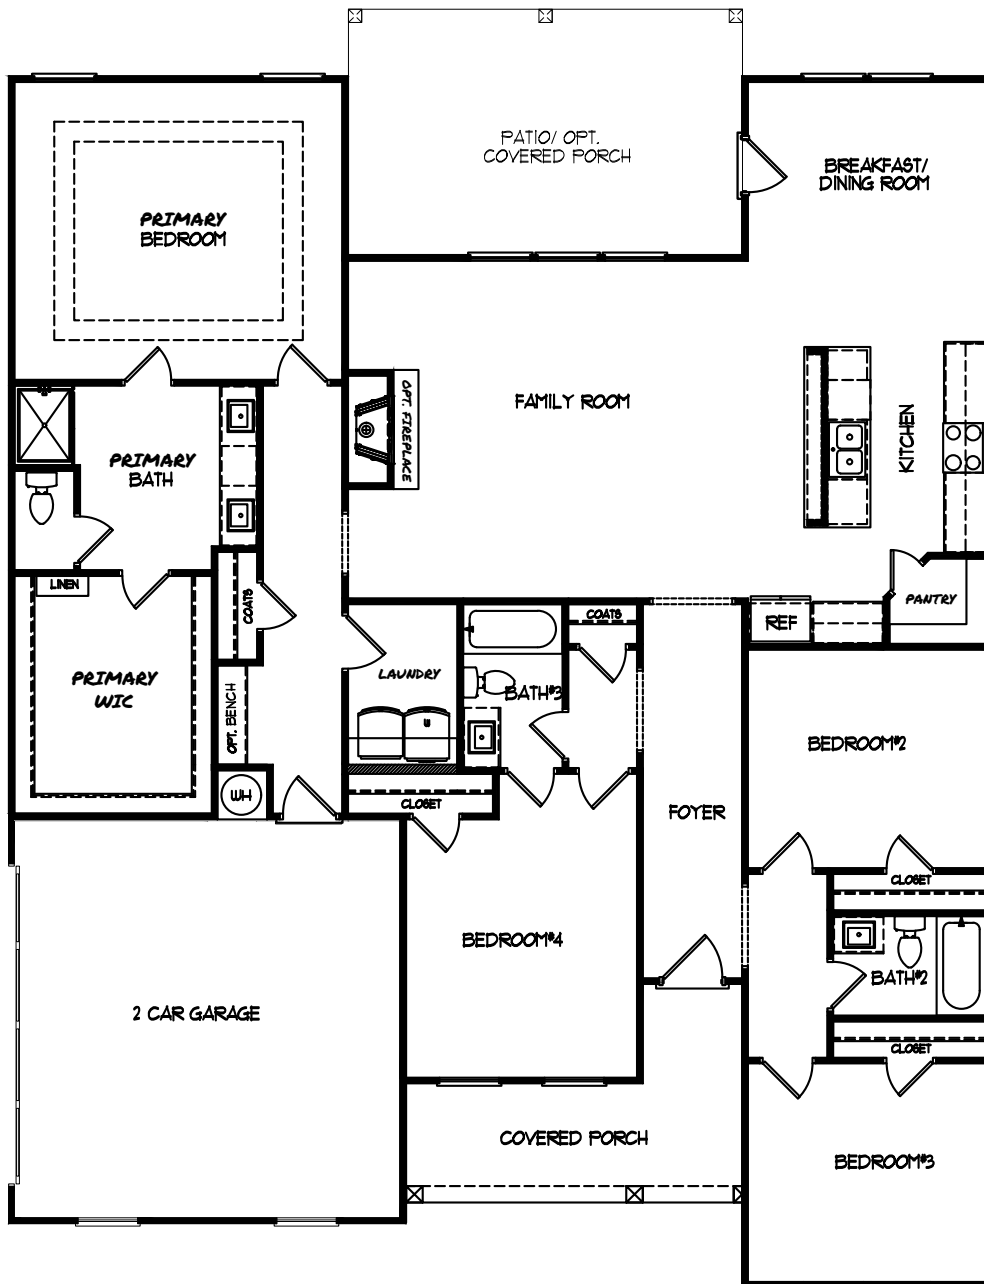 PATIO/ OPT.
COVERED PORCH
BREAKFAST/
DINING ROOM
PRIMARY
BEDROOM
OPT. FIREPLACE
FAMILY ROOM
KITCHEN
PRIMARY
BATH
LINEN
COATS
PANTRY
REF
COATS
PRIMARY
WIC
LAUNDRY
BATH#3
OPT. BENCH
BEDROOM#2
WH
CLOSET
FOYER
CLOSET
BEDROOM#4
BATH#2
2 CAR GARAGE
CLOSET
COVERED PORCH
BEDROOM#3